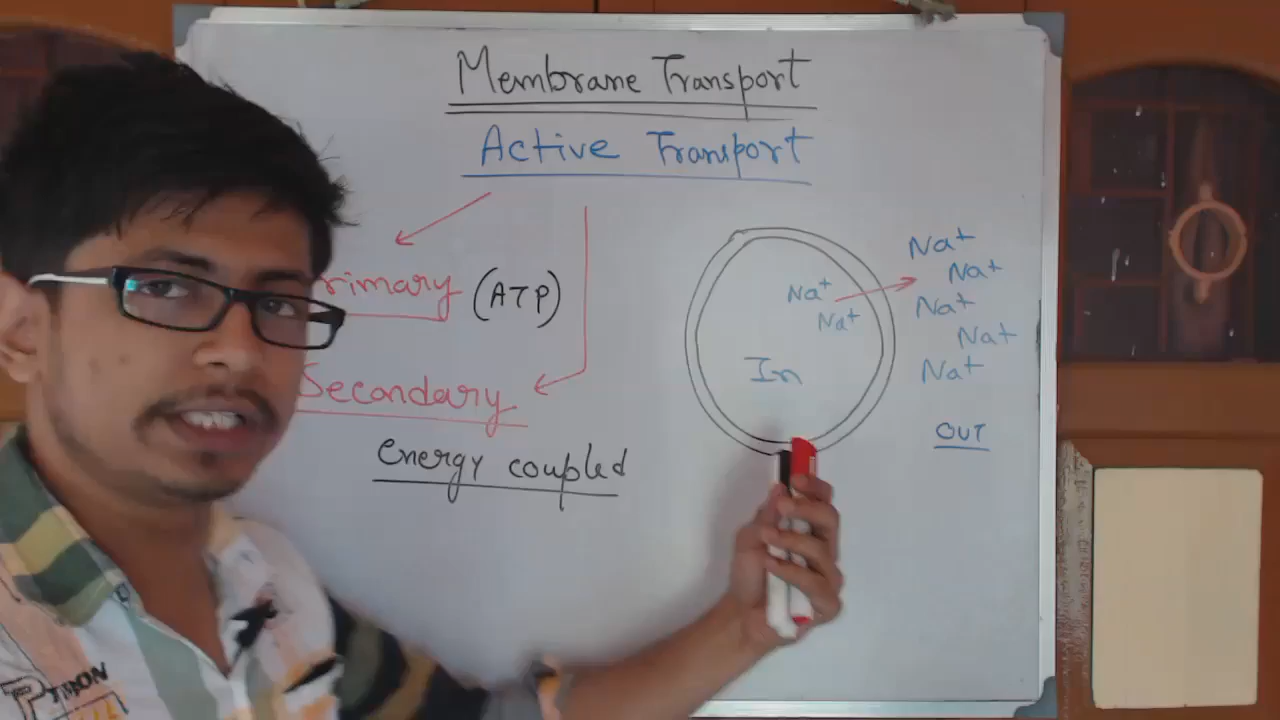 Membrane Transport
Active Transport
rimary (ATP)
Secondary
energy coupled
Na+
Na+
In
Na+
Na+
Na+
Na+
Na+
OUT